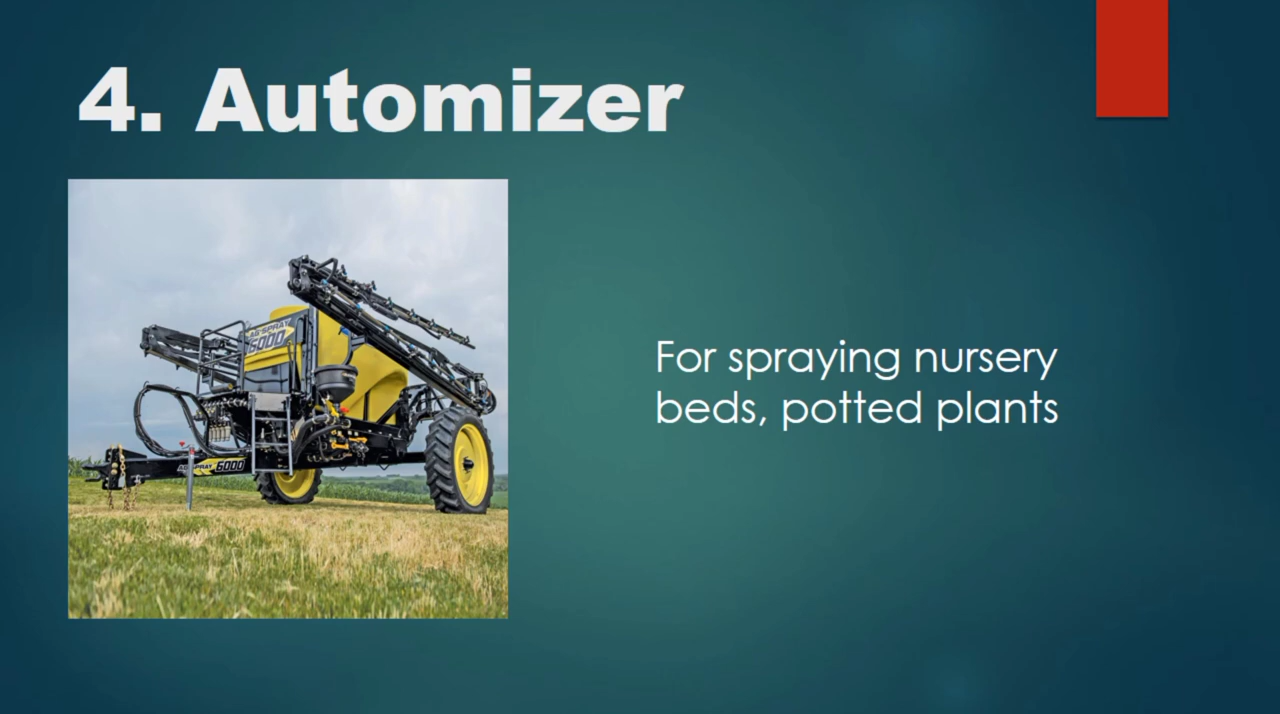 4. Automizer
AG SPRAY
6000
AG SPRAY 6000
For spraying nursery
beds, potted plants